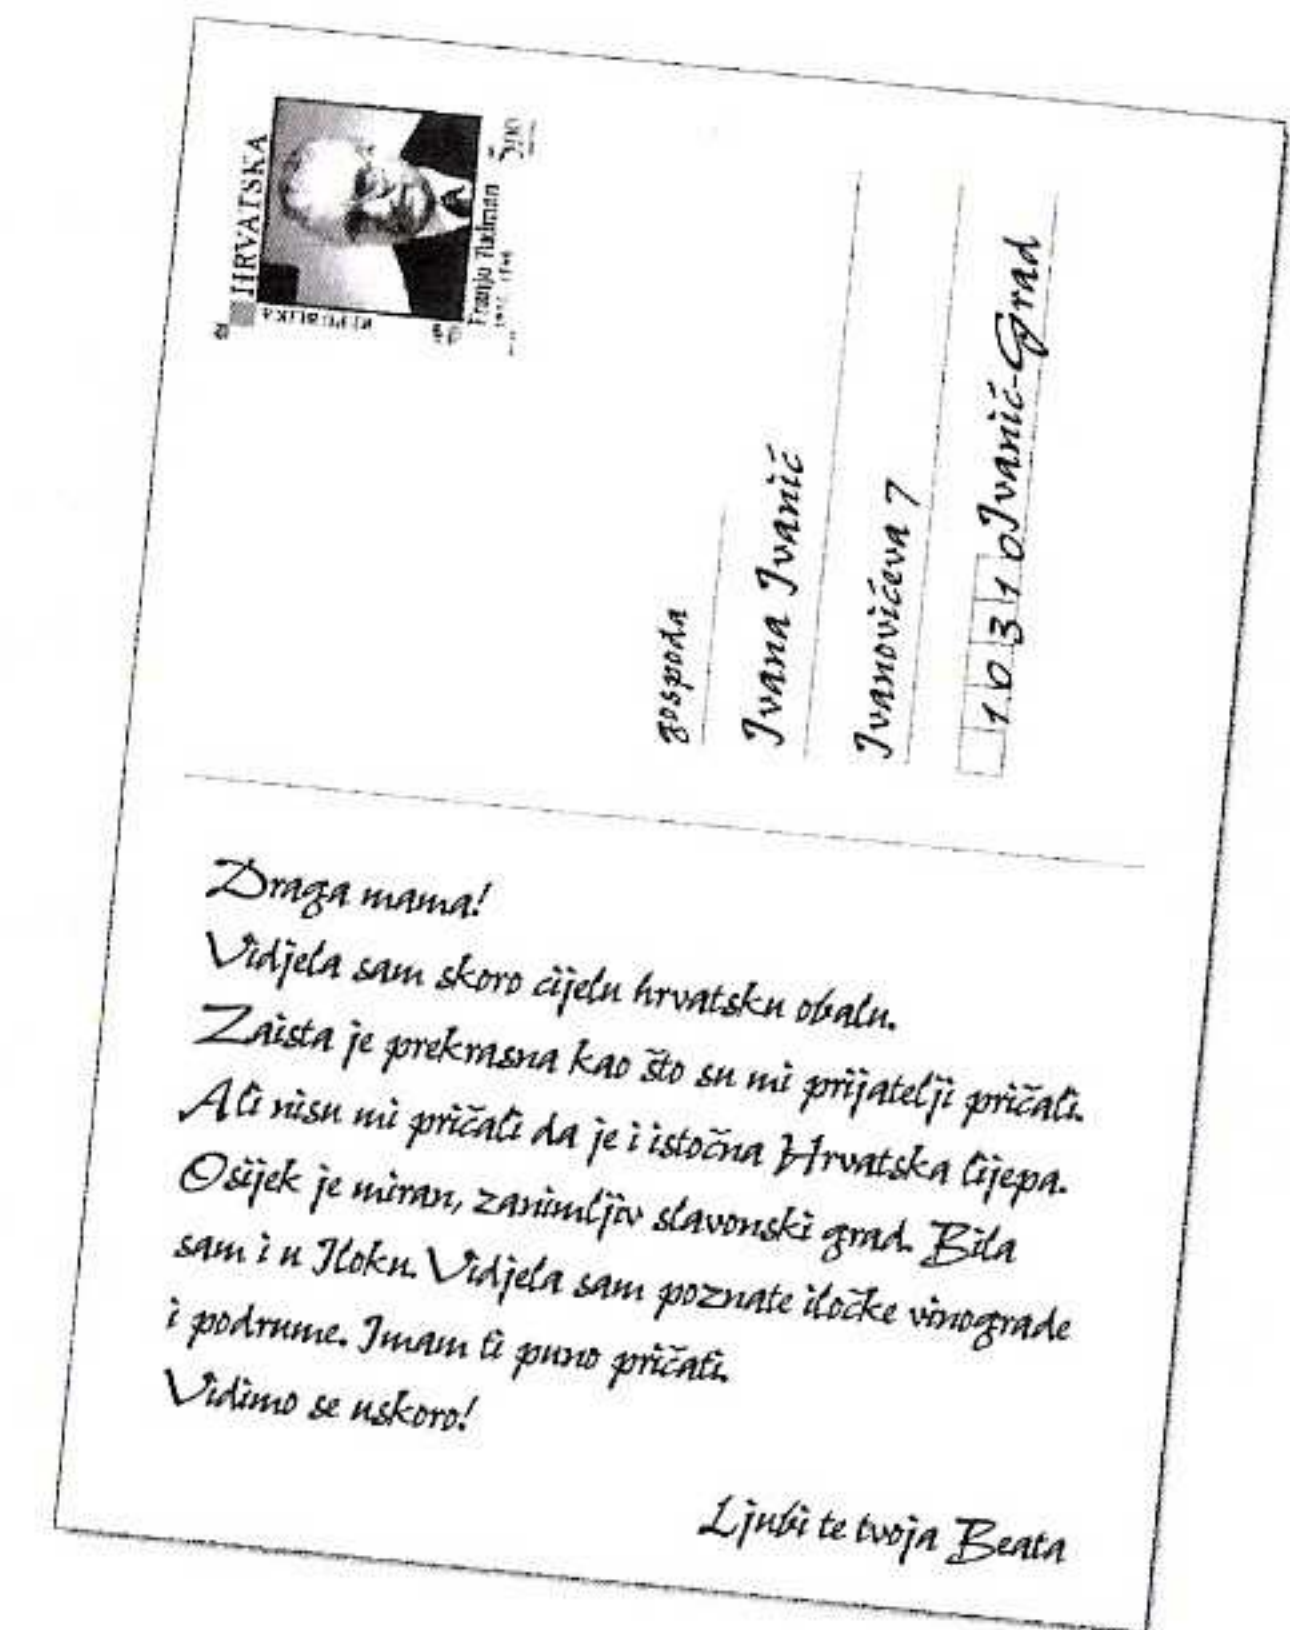 REPUBLIKA
HRVATSKA
Franjo Tuđman
gospođa
Ivana Ivanić
Ivanovićeva 7
10310 Ivanić-Grad
Draga mama!
Vidjela sam skoro cijelu hrvatsku obalu.
Zaista je prekrasna kao što su mi prijatelji pričali.
Ali nisu mi pričali da je i istočna Hrvatska lijepa.
Osijek je miran, zanimljiv slavonski grad. Bila
sam i u Iloku. Vidjela sam poznate iločke vinograde
i podrume. Imam ti puno pričati.
Vidimo se uskoro!
Ljubi te tvoja Beata